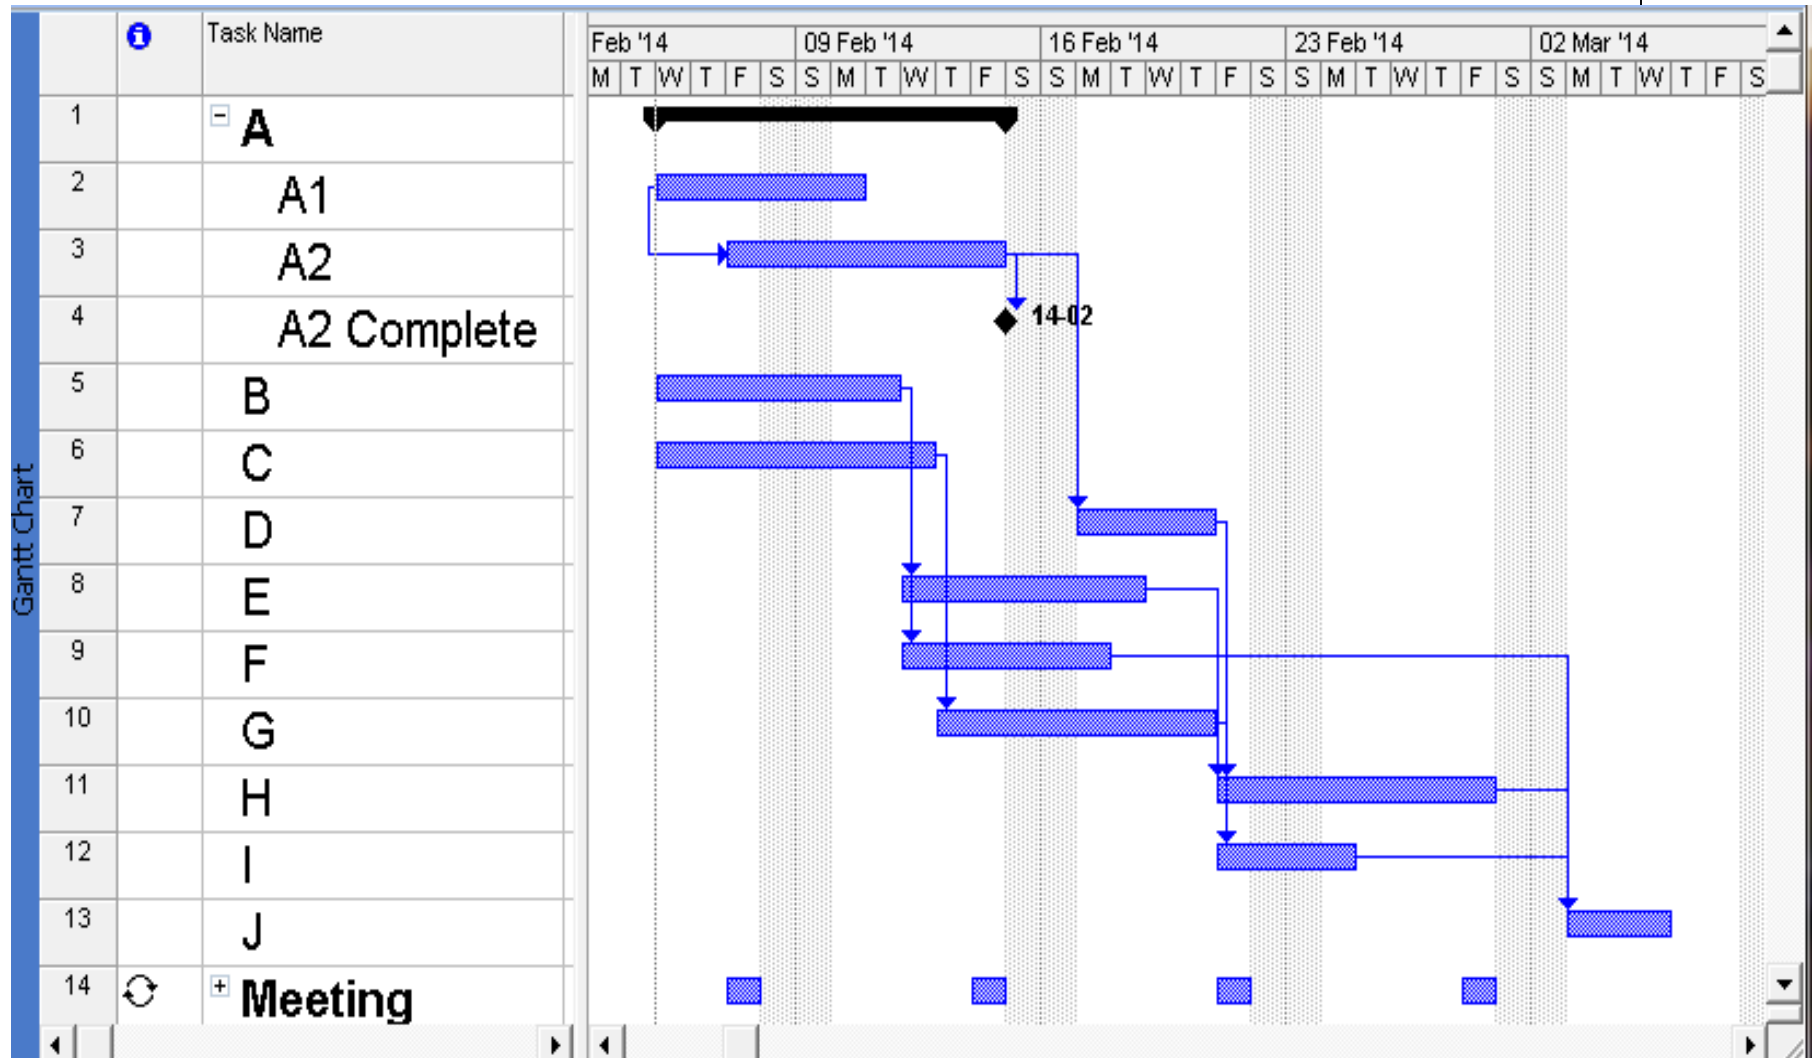 Task Name
Feb '14 09 Feb '14 16 Feb '14 23 Feb '14 02 Mar '14
M T W T F S S M T W T F S S M T W T F S S M T W T F S S M T W T F S
1 A
2 A1
3 A2
4 A2 Complete 14-02
5 B
6 C
7 D
8 E
9 F
10 G
11 H
12 I
13 J
14 Meeting
Gantt Chart